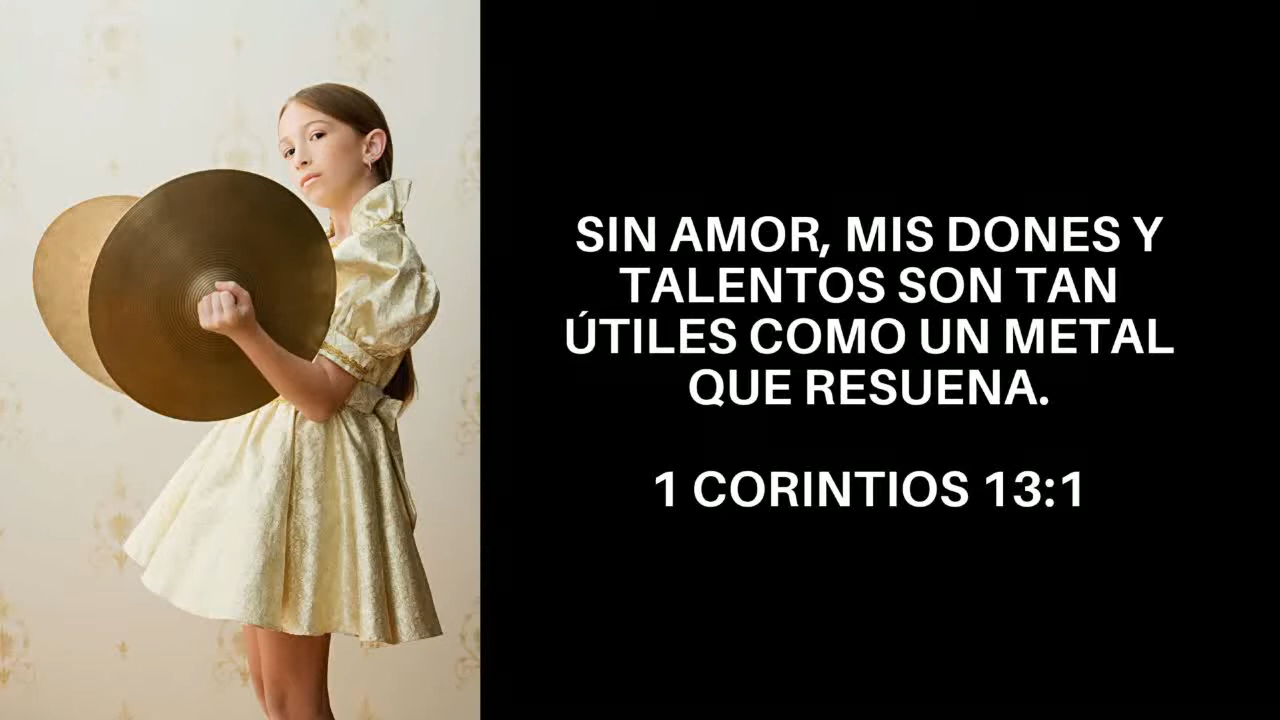 SIN AMOR, MIS DONES Y
TALENTOS SON TAN
ÚTILES COMO UN METAL
QUE RESUENA.
1 CORINTIOS 13:1